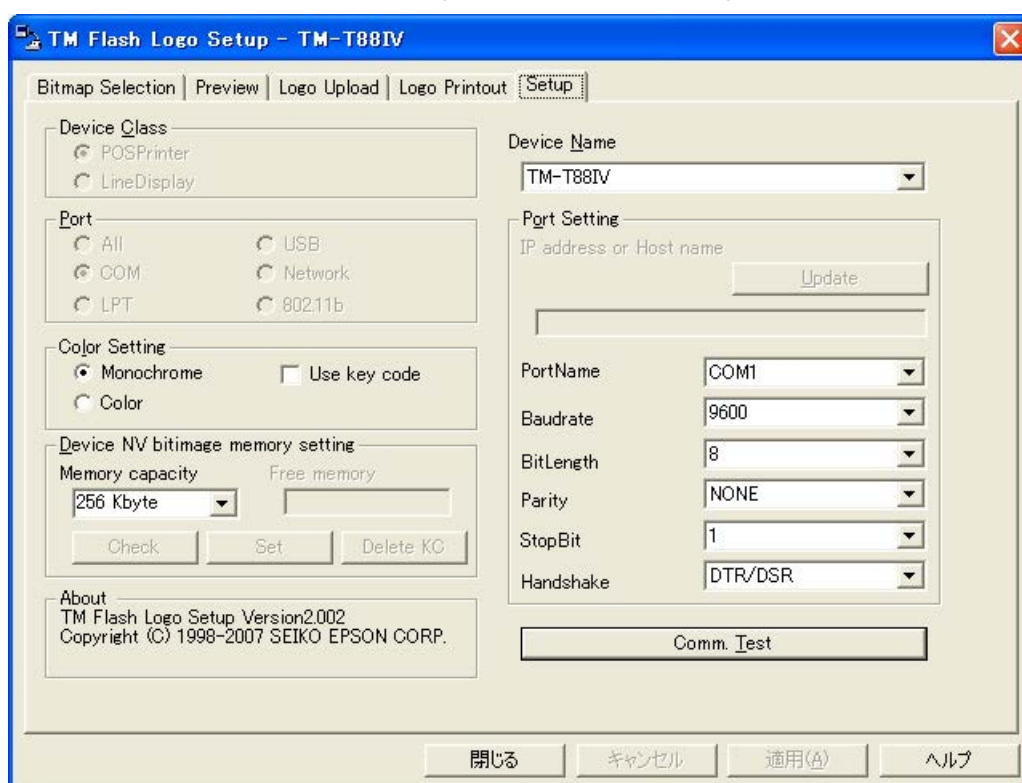 TM Flash Logo Setup - TM-T88IV
Bitmap Selection Preview Logo Upload Logo Printout Setup
Device Class
POSPrinter
LineDisplay
Port
All USB
COM Network
LPT 802.11b
Color Setting
Monochrome Use key code
Color
Device NV bitimage memory setting
Memory capacity Free memory
256 Kbyte
Check Set Delete KC
About
TM Flash Logo Setup Version2.002
Copyright (C) 1998-2007 SEIKO EPSON CORP.
Device Name
TM-T88IV
Port Setting
IP address or Host name
Update
PortName COM1
Baudrate 9600
BitLength 8
Parity NONE
StopBit 1
Handshake DTR/DSR
Comm. Test
閉じる キャンセル 適用(A) ヘルプ